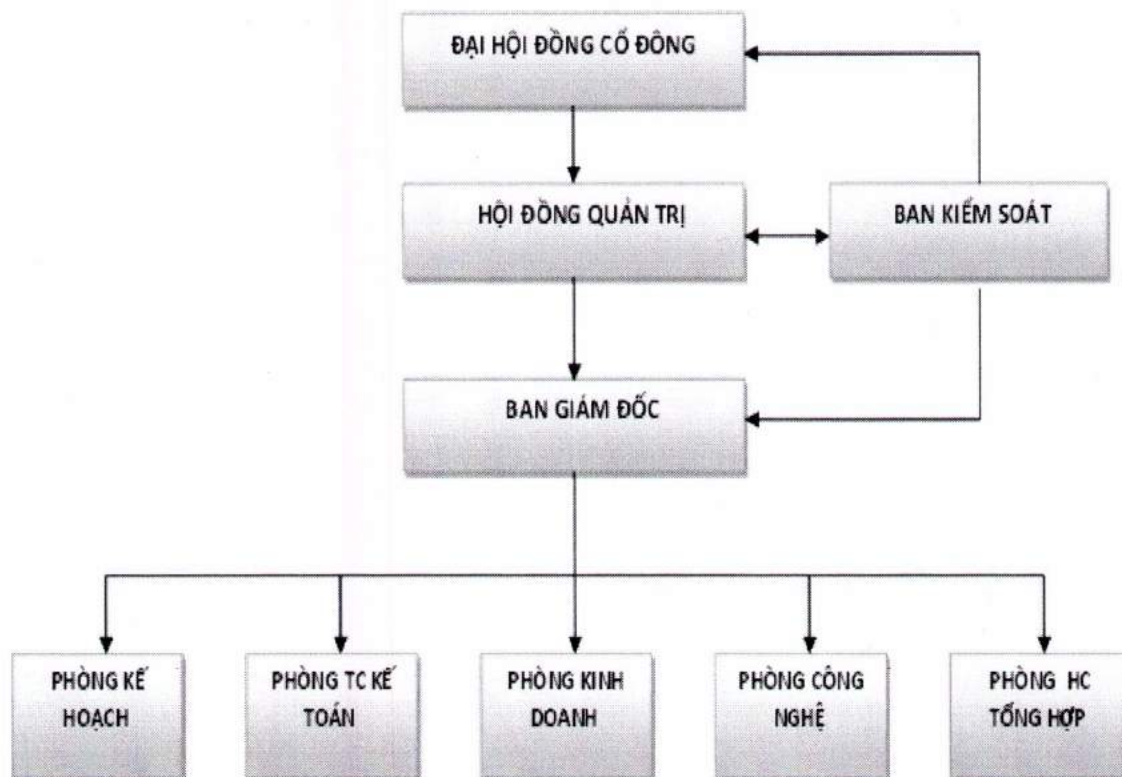 ĐẠI HỘI ĐỒNG CỔ ĐÔNG
HỘI ĐỒNG QUẢN TRỊ
BAN KIỂM SOÁT
BAN GIÁM ĐỐC
PHÒNG KẾ
HOẠCH
PHÒNG TC KẾ
TOÁN
PHÒNG KINH
DOANH
PHÒNG CÔNG
NGHỆ
PHÒNG HC
TỔNG HỢP